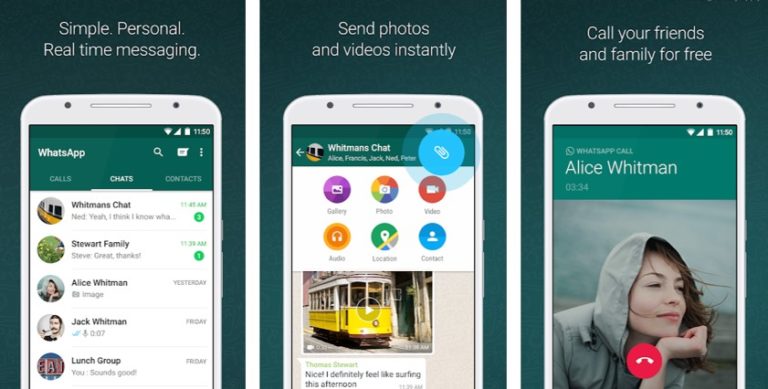 Simple. Personal.
Real time messaging.
11:50
WhatsApp
CALLS
CHATS
CONTACTS
Whitmans Chat
11:45 AM
Ned: Yeah, I think I know wha...
3
Stewart Family
11:39 AM
Steve: Great, thanks!
1
Alice Whitman
YESTERDAY
Image
Jack Whitman
FRIDAY
0:07
Lunch Group
FRIDAY
You : Sounds good!
Send photos
and videos instantly
11:50
Whitmans Chat
Alice, Francis, Jack, Ned, Peter
Gallery
Photo
Video
Audio
Location
Contact
Thomas Stewart
Nice! I definitely feel like surfing
this afternoon
11:35 AM
Call your friends
and family for free
11:50
WHATSAPP CALL
Alice Whitman
03:34